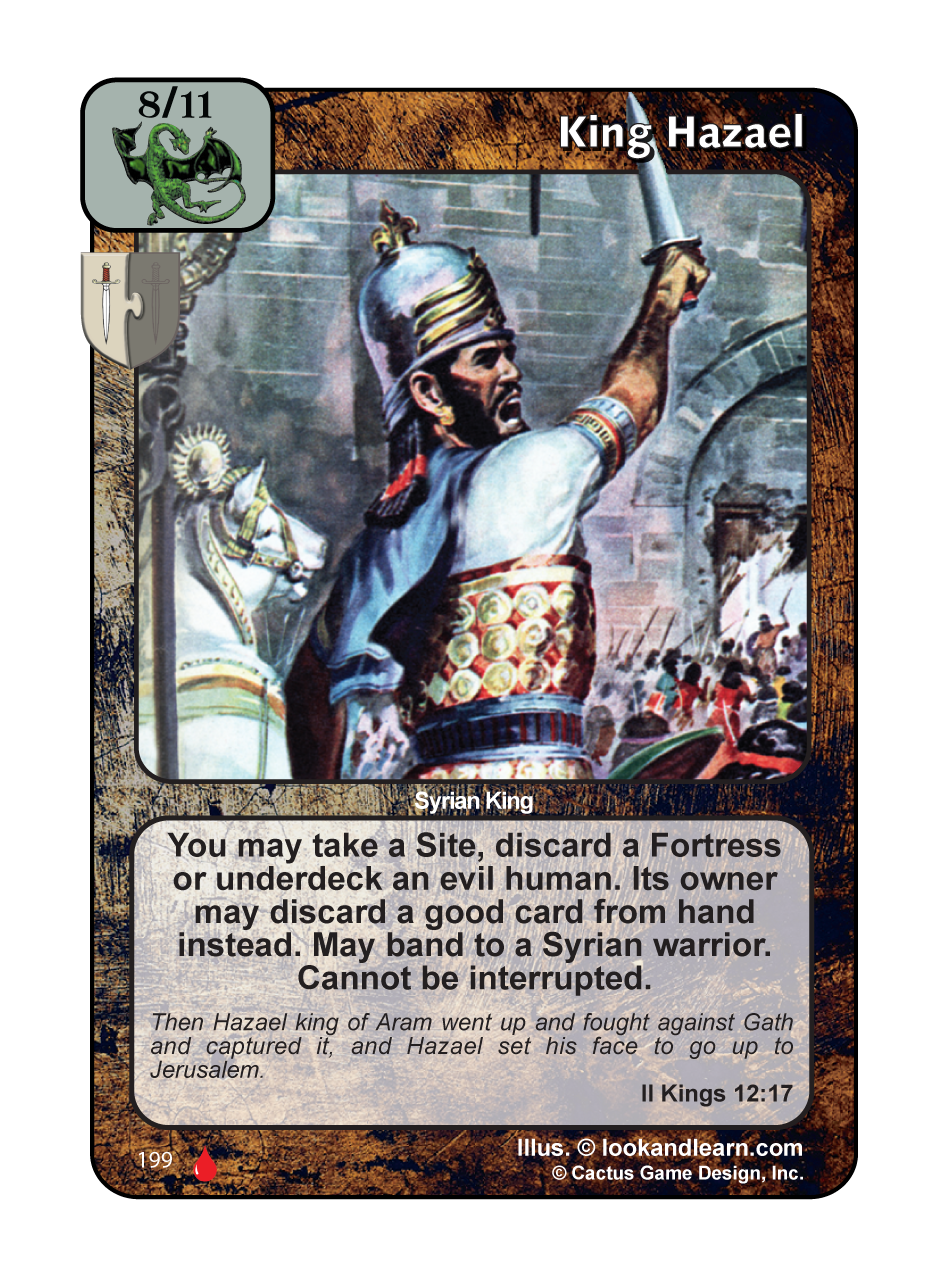 8/11
King Hazael
Syrian King
You may take a Site, discard a Fortress
or underdeck an evil human. Its owner
may discard a good card from hand
instead. May band to a Syrian warrior.
Cannot be interrupted.
Then Hazael king of Aram went up and fought against Gath
and captured it, and Hazael set his face to go up to
Jerusalem.
II Kings 12:17
199
Illus. © lookandlearn.com
© Cactus Game Design, Inc.